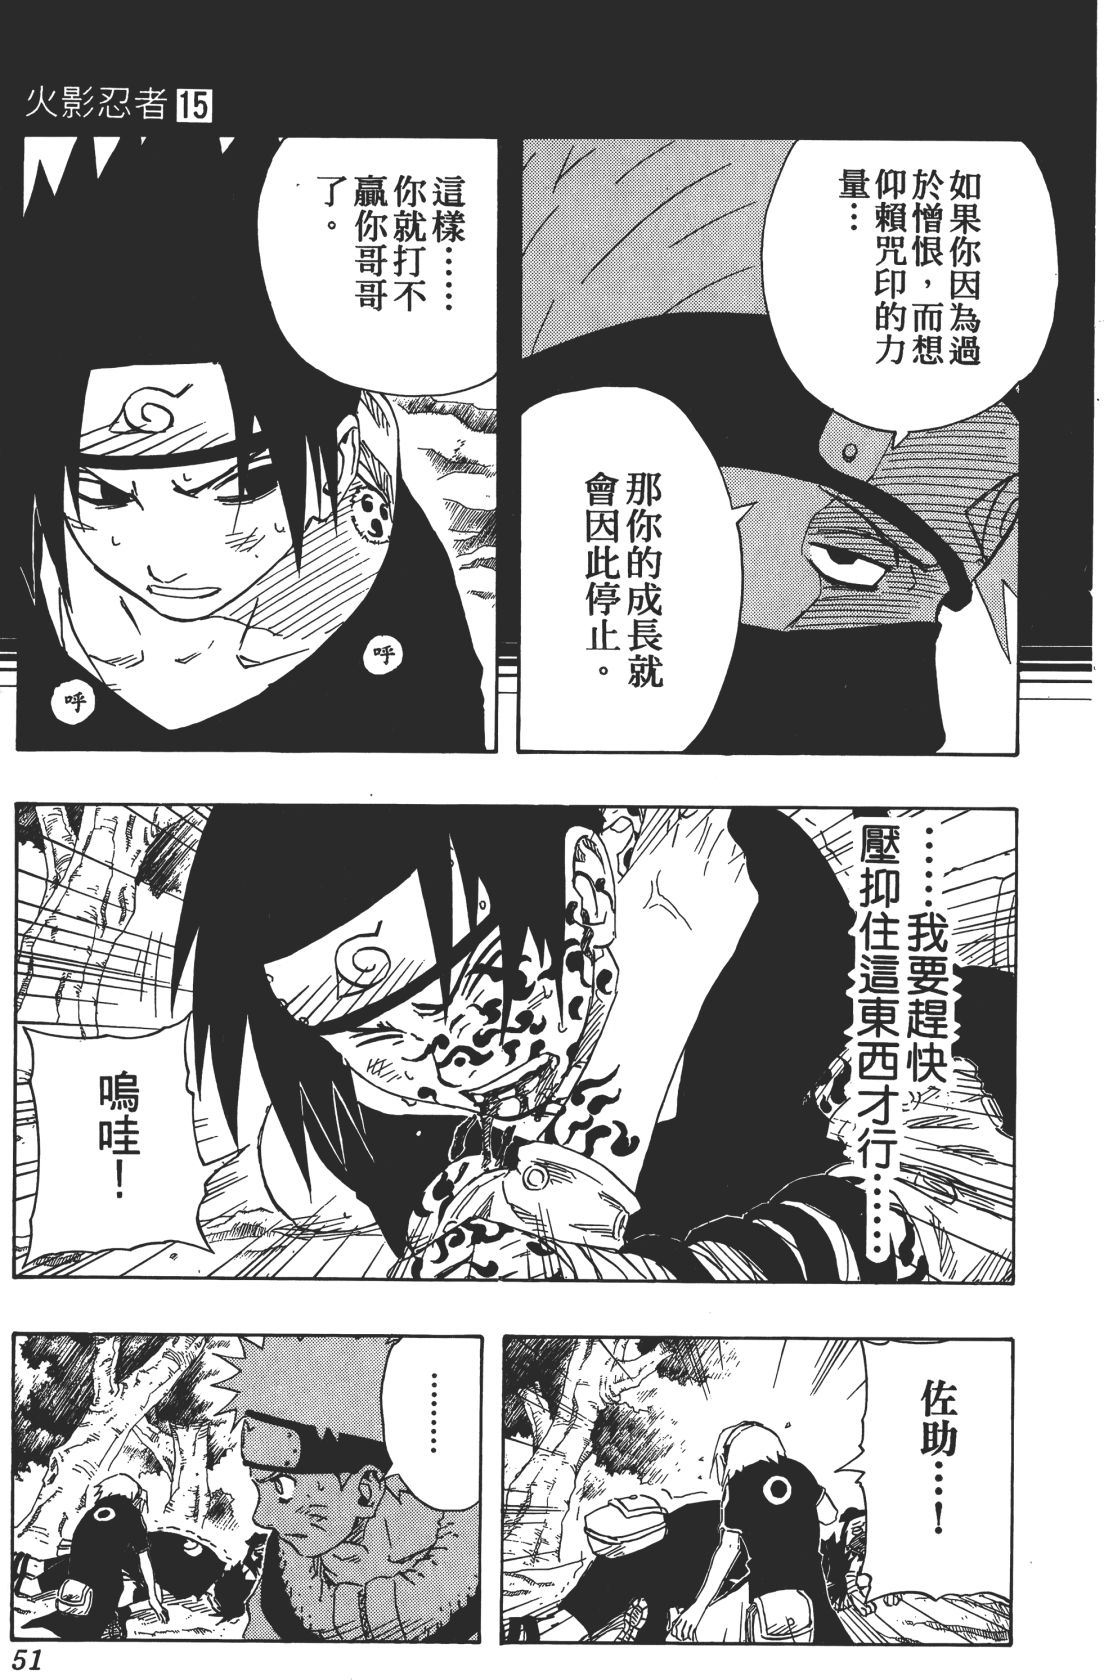 火影忍者15
如果你因為過
於憎恨，而想
仰賴咒印的力
量…
那你的成長就
會因此停止。
這樣……
你就打不
贏你哥哥
了。
呼
呼
……我要趕快
壓抑住這東西才行……
嗚哇！
佐助…！
……
51